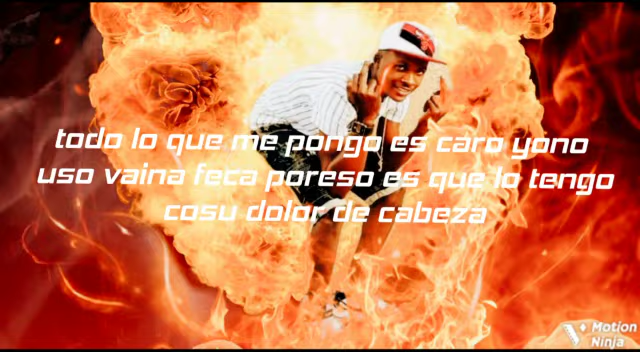 todo lo que me pongo es caro yono
uso vaina feca poreso es que lo tengo
cosu dolor de cabeza
Motion
Ninja